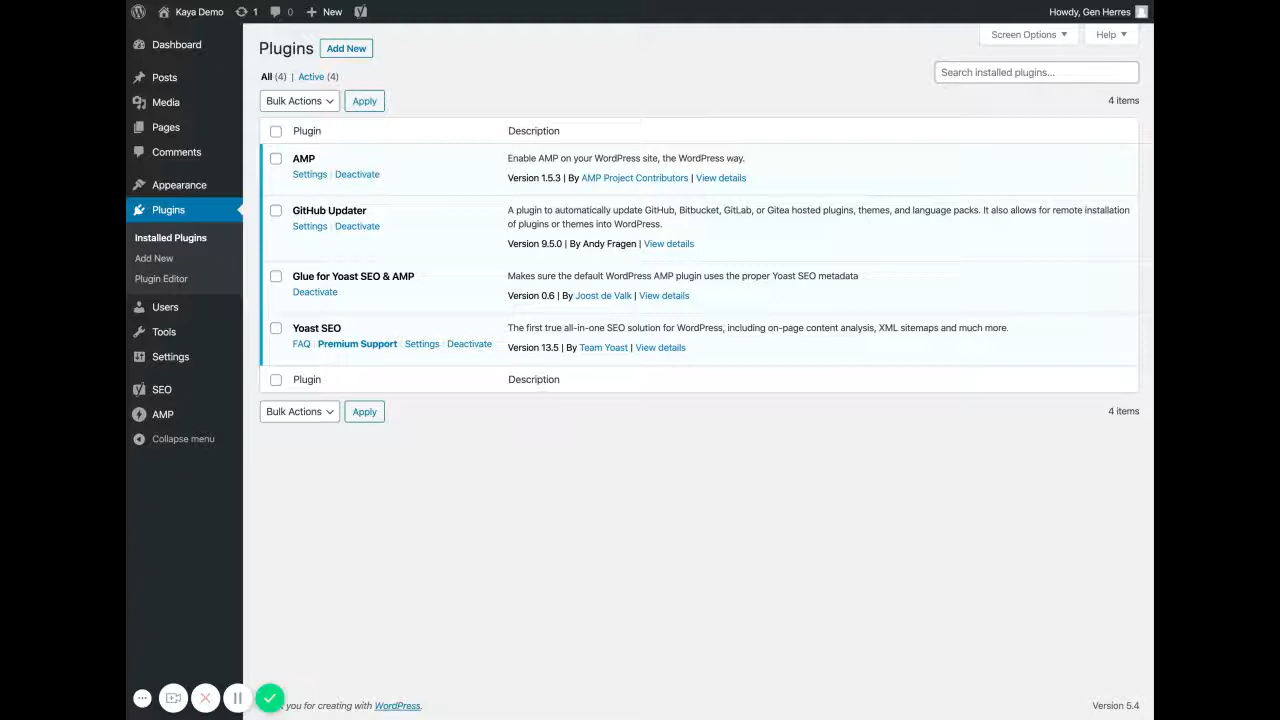 Kaya Demo 1 0 New Howdy, Gen Herres
Dashboard
Posts
Media
Pages
Comments
Appearance
Plugins
Installed Plugins
Add New
Plugin Editor
Users
Tools
Settings
SEO
AMP
Collapse menu
Screen Options ▼ Help ▼
Plugins Add New
All (4) | Active (4)
Search installed plugins...
Bulk Actions Apply 4 items
Plugin Description
AMP Enable AMP on your WordPress site, the WordPress way.
Settings | Deactivate Version 1.5.3 | By AMP Project Contributors | View details
GitHub Updater A plugin to automatically update GitHub, Bitbucket, GitLab, or Gitea hosted plugins, themes, and language packs. It also allows for remote installation
Settings | Deactivate of plugins or themes into WordPress.
Version 9.5.0 | By Andy Fragen | View details
Glue for Yoast SEO & AMP Makes sure the default WordPress AMP plugin uses the proper Yoast SEO metadata
Deactivate Version 0.6 | By Joost de Valk | View details
Yoast SEO The first true all-in-one SEO solution for WordPress, including on-page content analysis, XML sitemaps and much more.
FAQ | Premium Support | Settings | Deactivate Version 13.5 | By Team Yoast | View details
Plugin Description
Bulk Actions Apply 4 items
you for creating with WordPress. Version 5.4